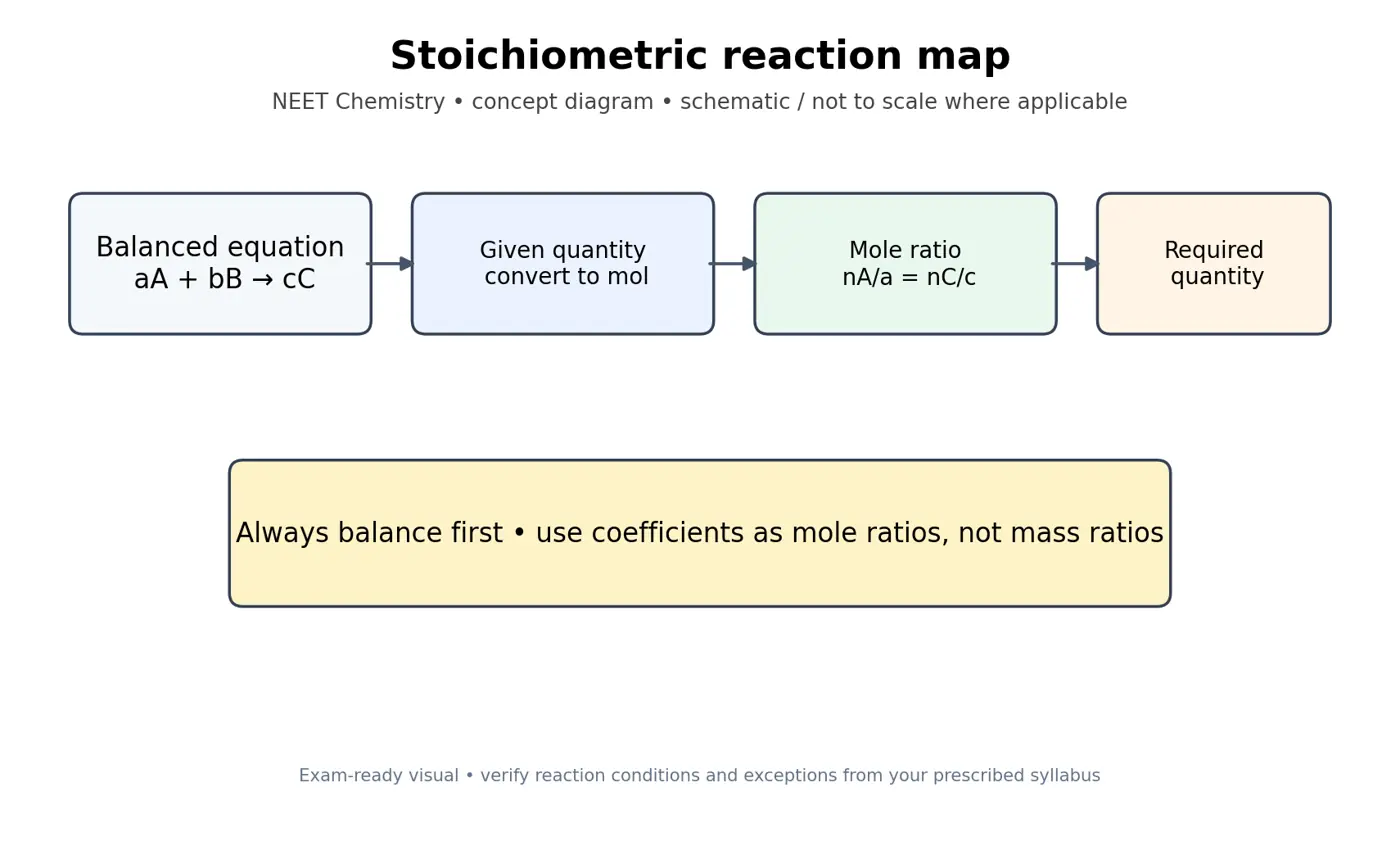 Stoichiometric reaction map
NEET Chemistry • concept diagram • schematic / not to scale where applicable
Balanced equation
aA + bB → cC
Given quantity
convert to mol
Mole ratio
nA/a = nC/c
Required
quantity
Always balance first • use coefficients as mole ratios, not mass ratios
Exam-ready visual • verify reaction conditions and exceptions from your prescribed syllabus